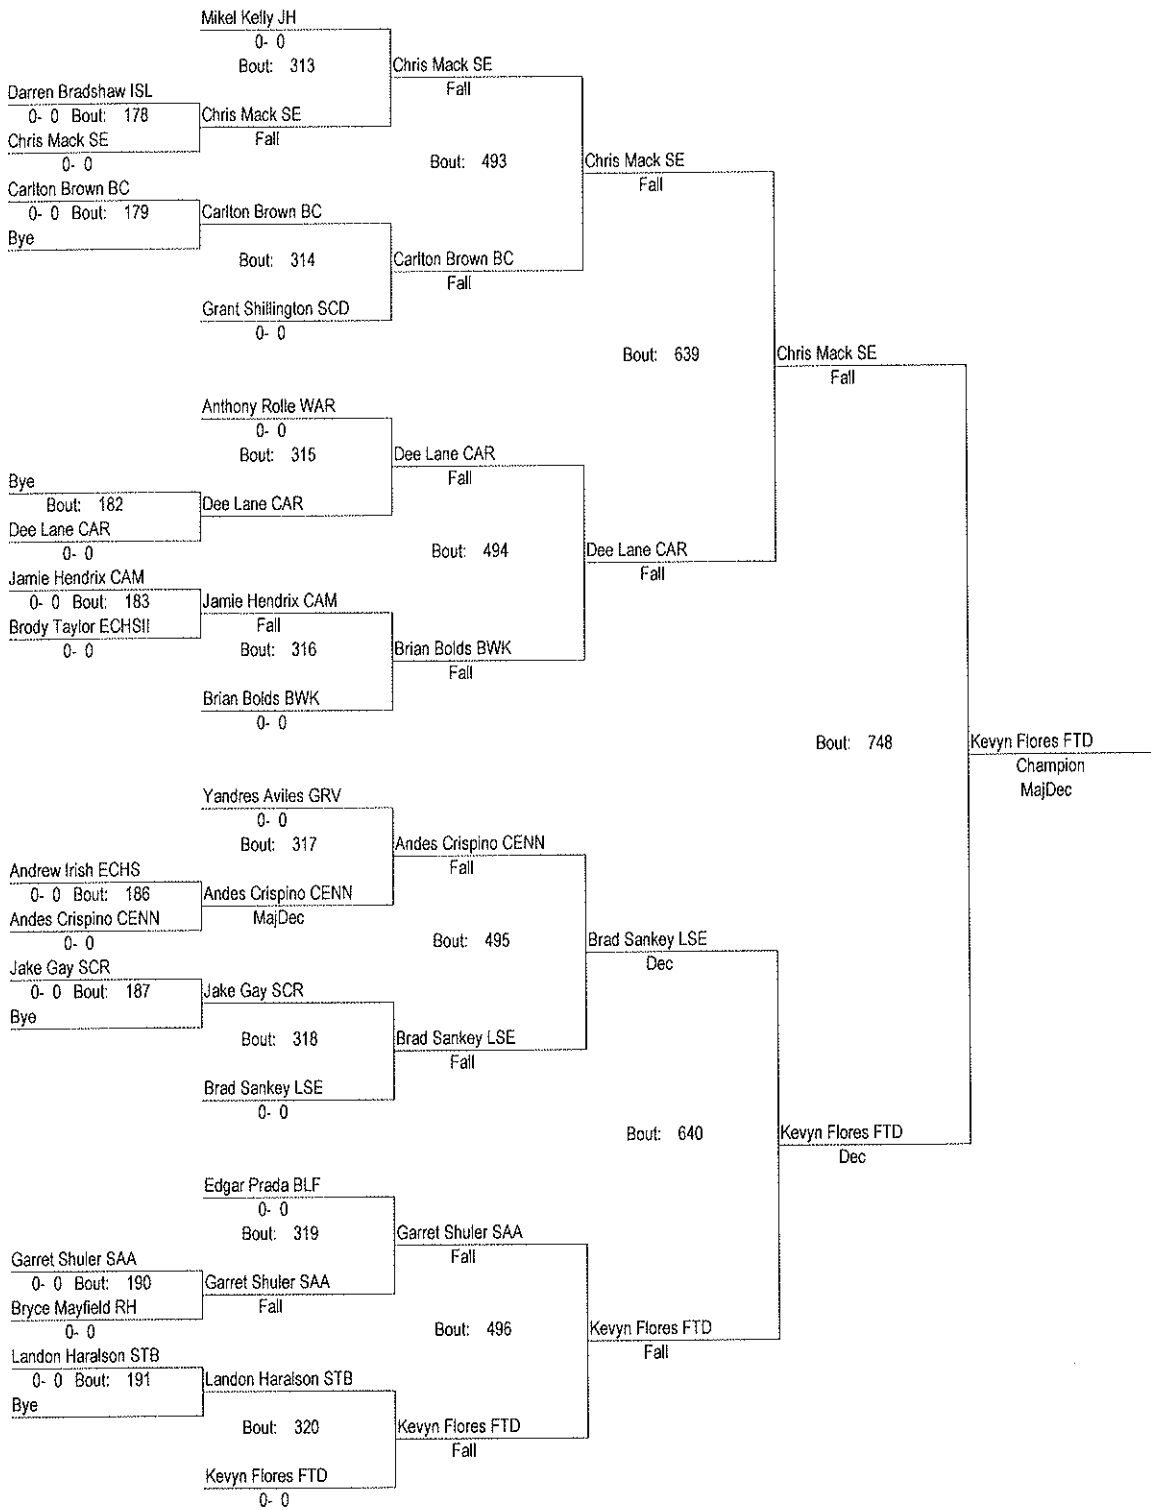 Mikel Kelly JH
0- 0
Bout: 313
Chris Mack SE
Fall
Darren Bradshaw ISL
0- 0 Bout: 178
Chris Mack SE
Fall
Chris Mack SE
0- 0
Bout: 493
Chris Mack SE
Fall
Carlton Brown BC
0- 0 Bout: 179
Carlton Brown BC
Bye
Bout: 314
Carlton Brown BC
Fall
Grant Shillington SCD
0- 0
Bout: 639
Chris Mack SE
Fall
Anthony Rolle WAR
0- 0
Bout: 315
Dee Lane CAR
Fall
Bye
Bout: 182
Dee Lane CAR
Dee Lane CAR
0- 0
Bout: 494
Dee Lane CAR
Fall
Jamie Hendrix CAM
0- 0 Bout: 183
Jamie Hendrix CAM
Fall
Brody Taylor ECHSII
0- 0
Bout: 316
Brian Bolds BWK
Fall
Brian Bolds BWK
0- 0
Bout: 748
Kevyn Flores FTD
Champion
MajDec
Yandres Aviles GRV
0- 0
Bout: 317
Andes Crispino CENN
Fall
Andrew Irish ECHS
0- 0 Bout: 186
Andes Crispino CENN
MajDec
Andes Crispino CENN
0- 0
Bout: 495
Brad Sankey LSE
Dec
Jake Gay SCR
0- 0 Bout: 187
Jake Gay SCR
Bye
Bout: 318
Brad Sankey LSE
Fall
Brad Sankey LSE
0- 0
Bout: 640
Kevyn Flores FTD
Dec
Edgar Prada BLF
0- 0
Bout: 319
Garret Shuler SAA
Fall
Garret Shuler SAA
0- 0 Bout: 190
Garret Shuler SAA
Fall
Bryce Mayfield RH
0- 0
Bout: 496
Kevyn Flores FTD
Fall
Landon Haralson STB
0- 0 Bout: 191
Landon Haralson STB
Bye
Bout: 320
Kevyn Flores FTD
Fall
Kevyn Flores FTD
0- 0